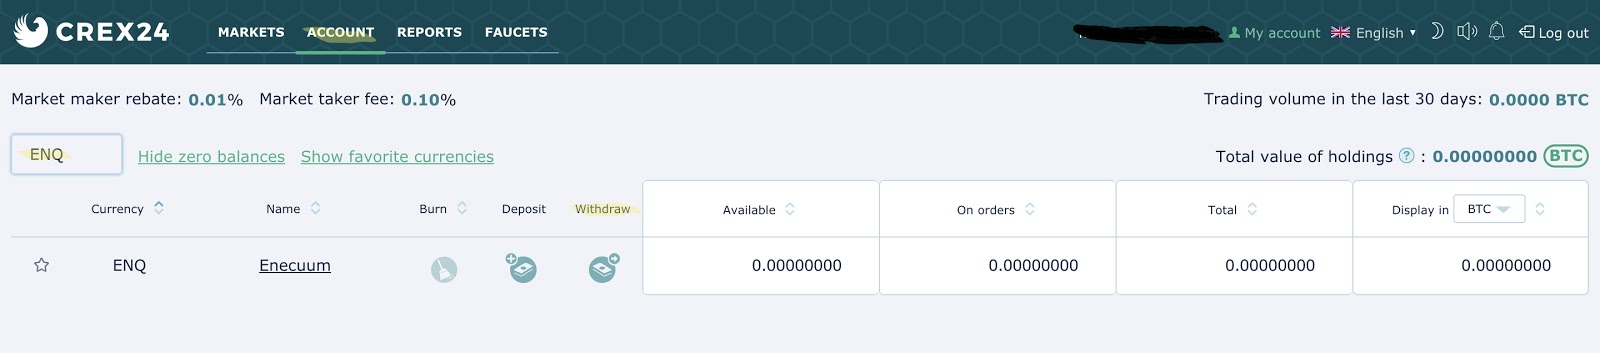 CREX24 MARKETS ACCOUNT REPORTS FAUCETS My account English Log out
Market maker rebate: 0.01% Market taker fee: 0.10% Trading volume in the last 30 days: 0.0000 BTC
ENQ Hide zero balances Show favorite currencies Total value of holdings ? : 0.00000000 BTC
Currency Name Burn Deposit Withdraw Available On orders Total Display in BTC
ENQ Enecuum 0.00000000 0.00000000 0.00000000 0.00000000